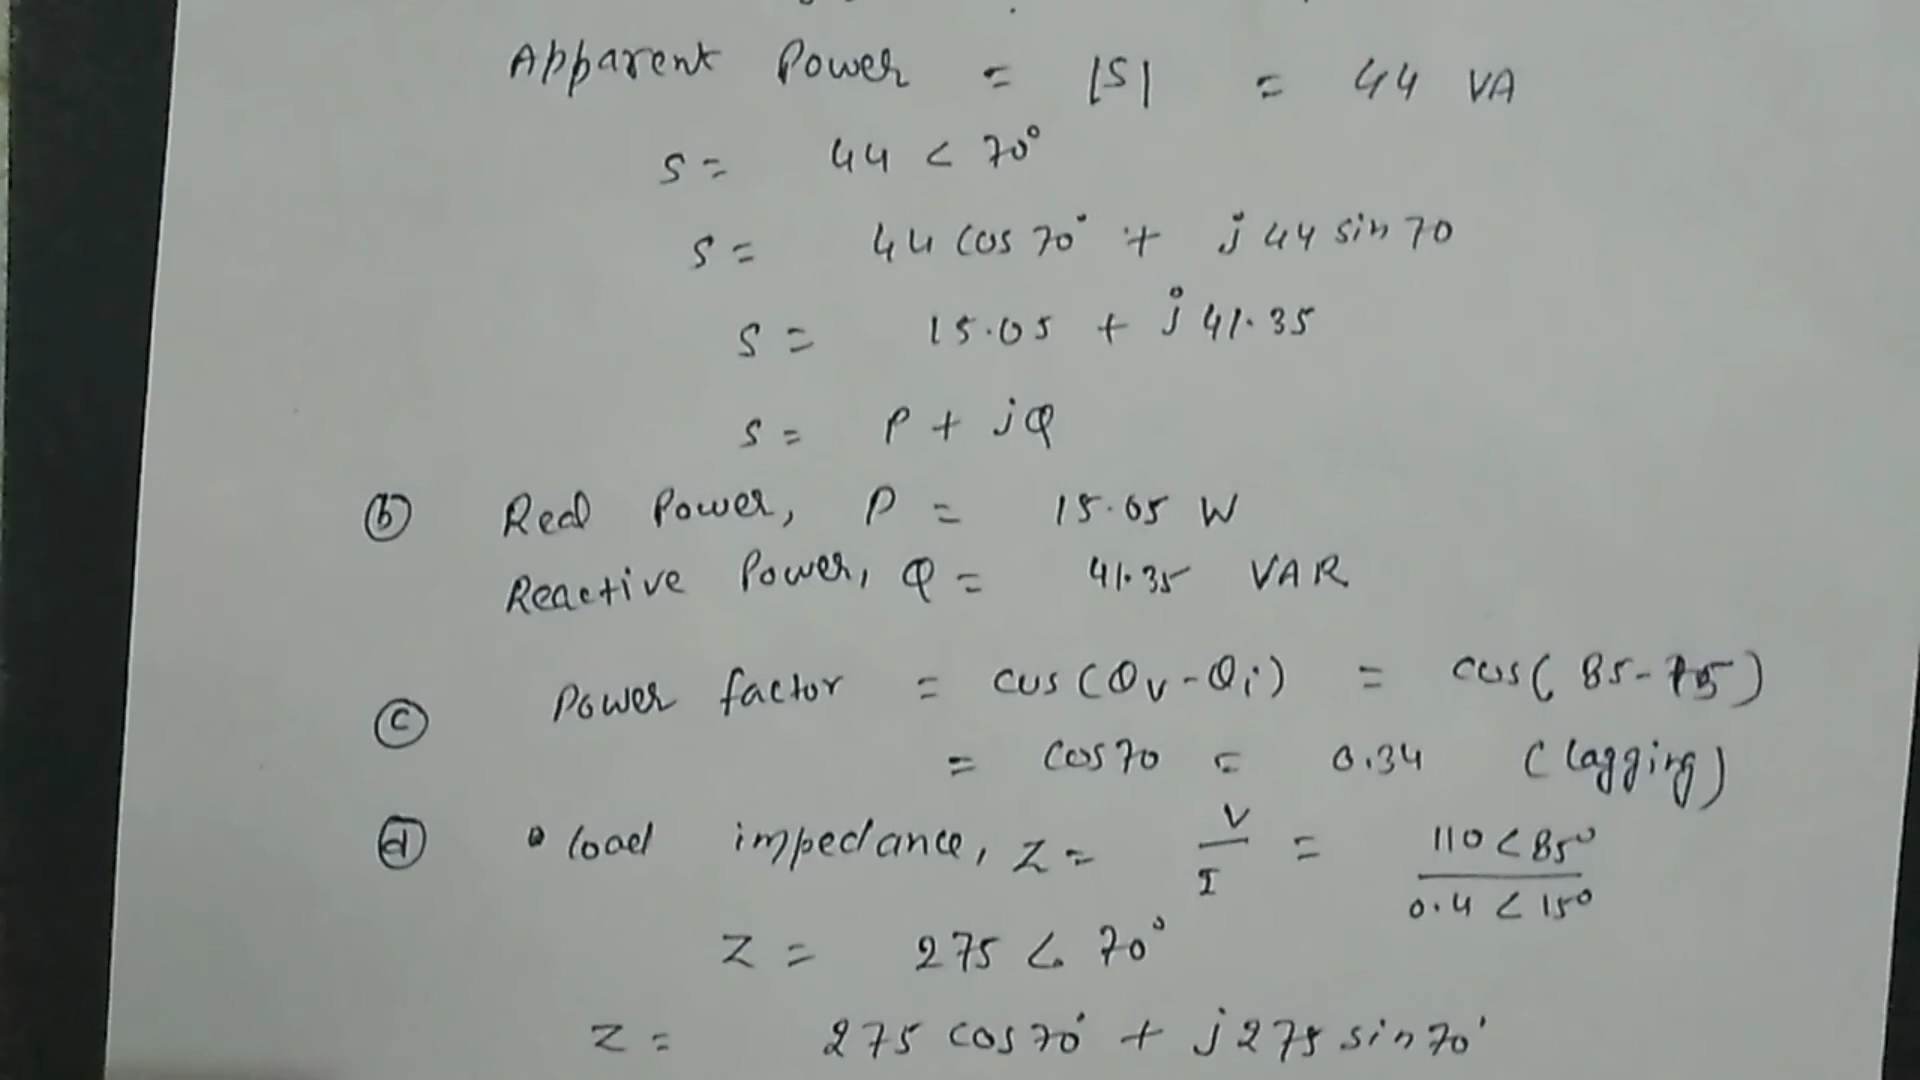 Apparent Power = |S| = 44 VA
S = 44 < 70°
S = 44 cos 70° + j 44 sin 70
S = 15.05 + j 41.35
S = P + jQ
(b) Real Power, P = 15.05 W
Reactive Power, Q = 41.35 VAR
(c) Power factor = cos(θv-θi) = cos(85-15)
= cos 70 = 0.34 (lagging)
(d) load impedance, Z = V/I = 110<85°/0.4<15°
Z = 275 < 70°
Z = 275 cos 70° + j 275 sin 70°